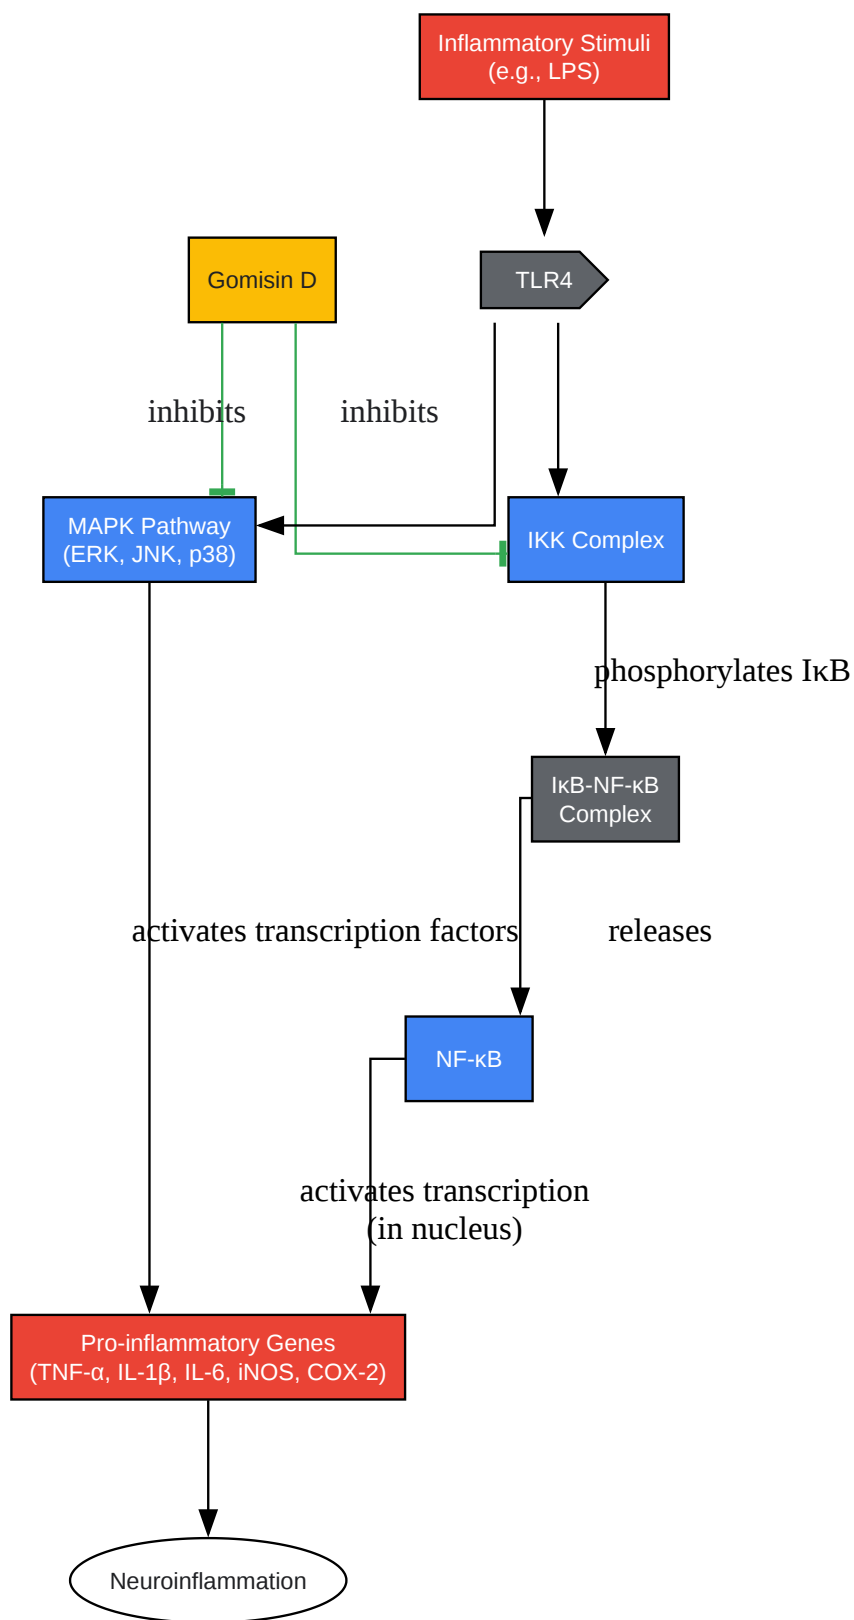 Inflammatory Stimuli
(e.g., LPS)
Gomisin D
TLR4
inhibits
inhibits
MAPK Pathway
(ERK, JNK, p38)
IKK Complex
phosphorylates IκB
IκB-NF-κB
Complex
activates transcription factors
releases
NF-κB
activates transcription
(in nucleus)
Pro-inflammatory Genes
(TNF-α, IL-1β, IL-6, iNOS, COX-2)
Neuroinflammation